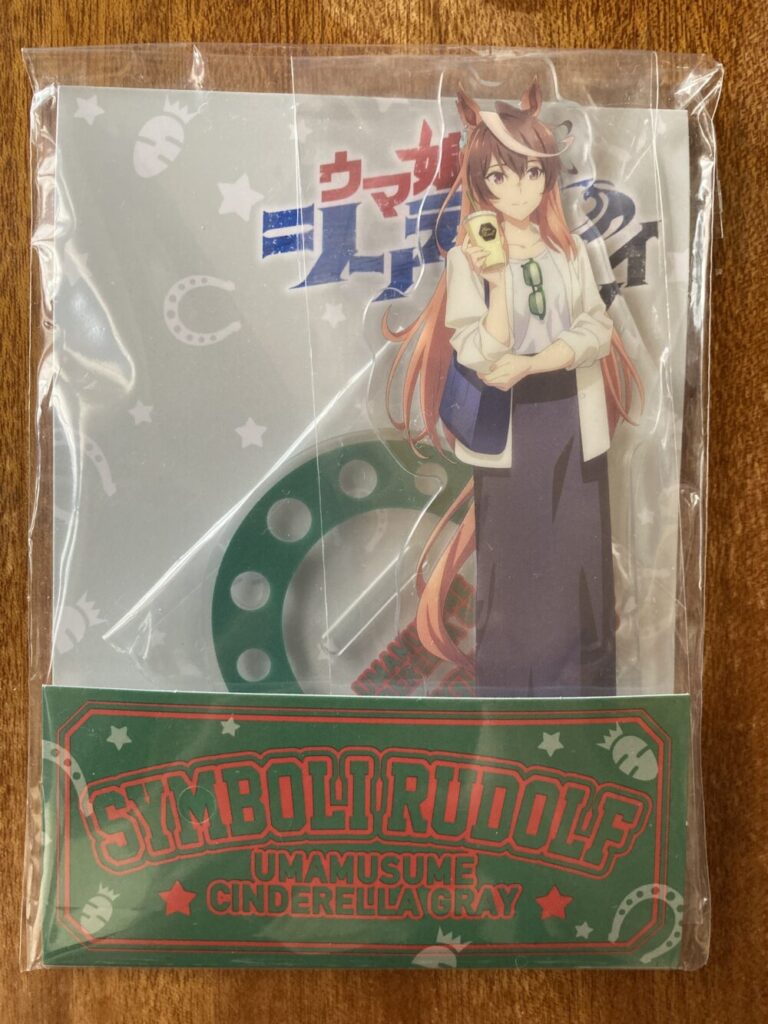 ウマ娘
SYMBOLI RUDOLF
UMAMUSUME
CINDERELLA GRAY